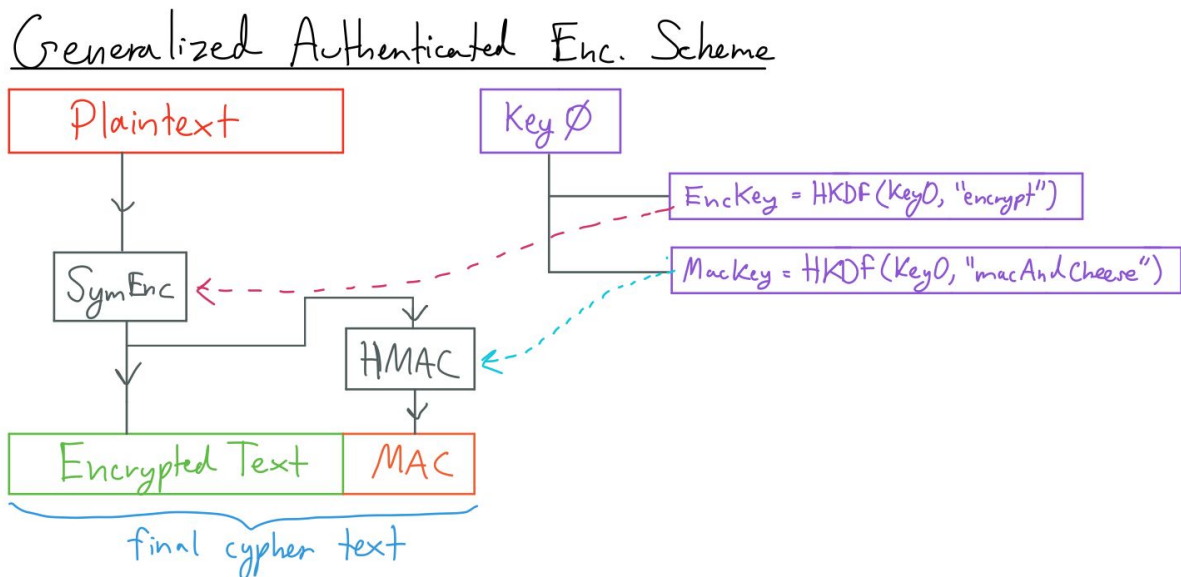 Generalized Authenticated Enc. Scheme
Plaintext
Key Ø
EncKey = HKDF(Key0, "encrypt")
MacKey = HKDF(Key0, "macAndCheese")
SymEnc
HMAC
Encrypted Text
MAC
final cypher text